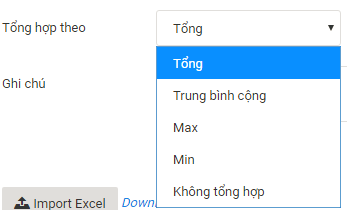 Tổng hợp theo
Tổng
Tổng
Trung bình cộng
Ghi chú
Max
Min
Không tổng hợp
Import Excel